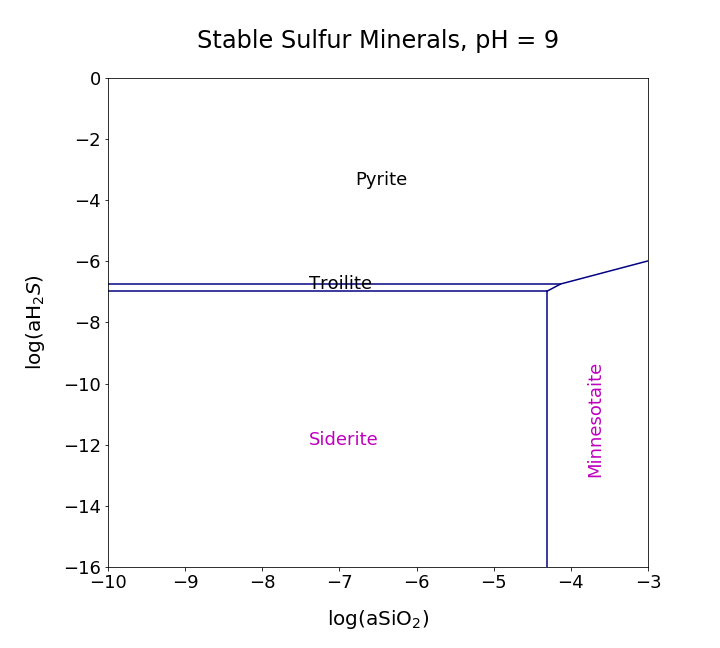 Stable Sulfur Minerals, pH = 9
0
−2
−4
−6
−8
−10
−12
−14
−16
log(aH₂S)
Pyrite
Troilite
Siderite
Minnesotaite
−10 −9 −8 −7 −6 −5 −4 −3
log(aSiO₂)